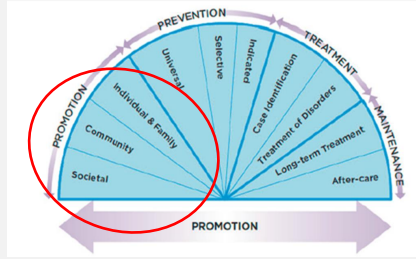 PROMOTION
PREVENTION
TREATMENT
MAINTENANCE
Societal
Community
Individual & Family
Universal
Selective
Indicated
Case Identification
Treatment of Disorders
Long-term Treatment
After-care
PROMOTION